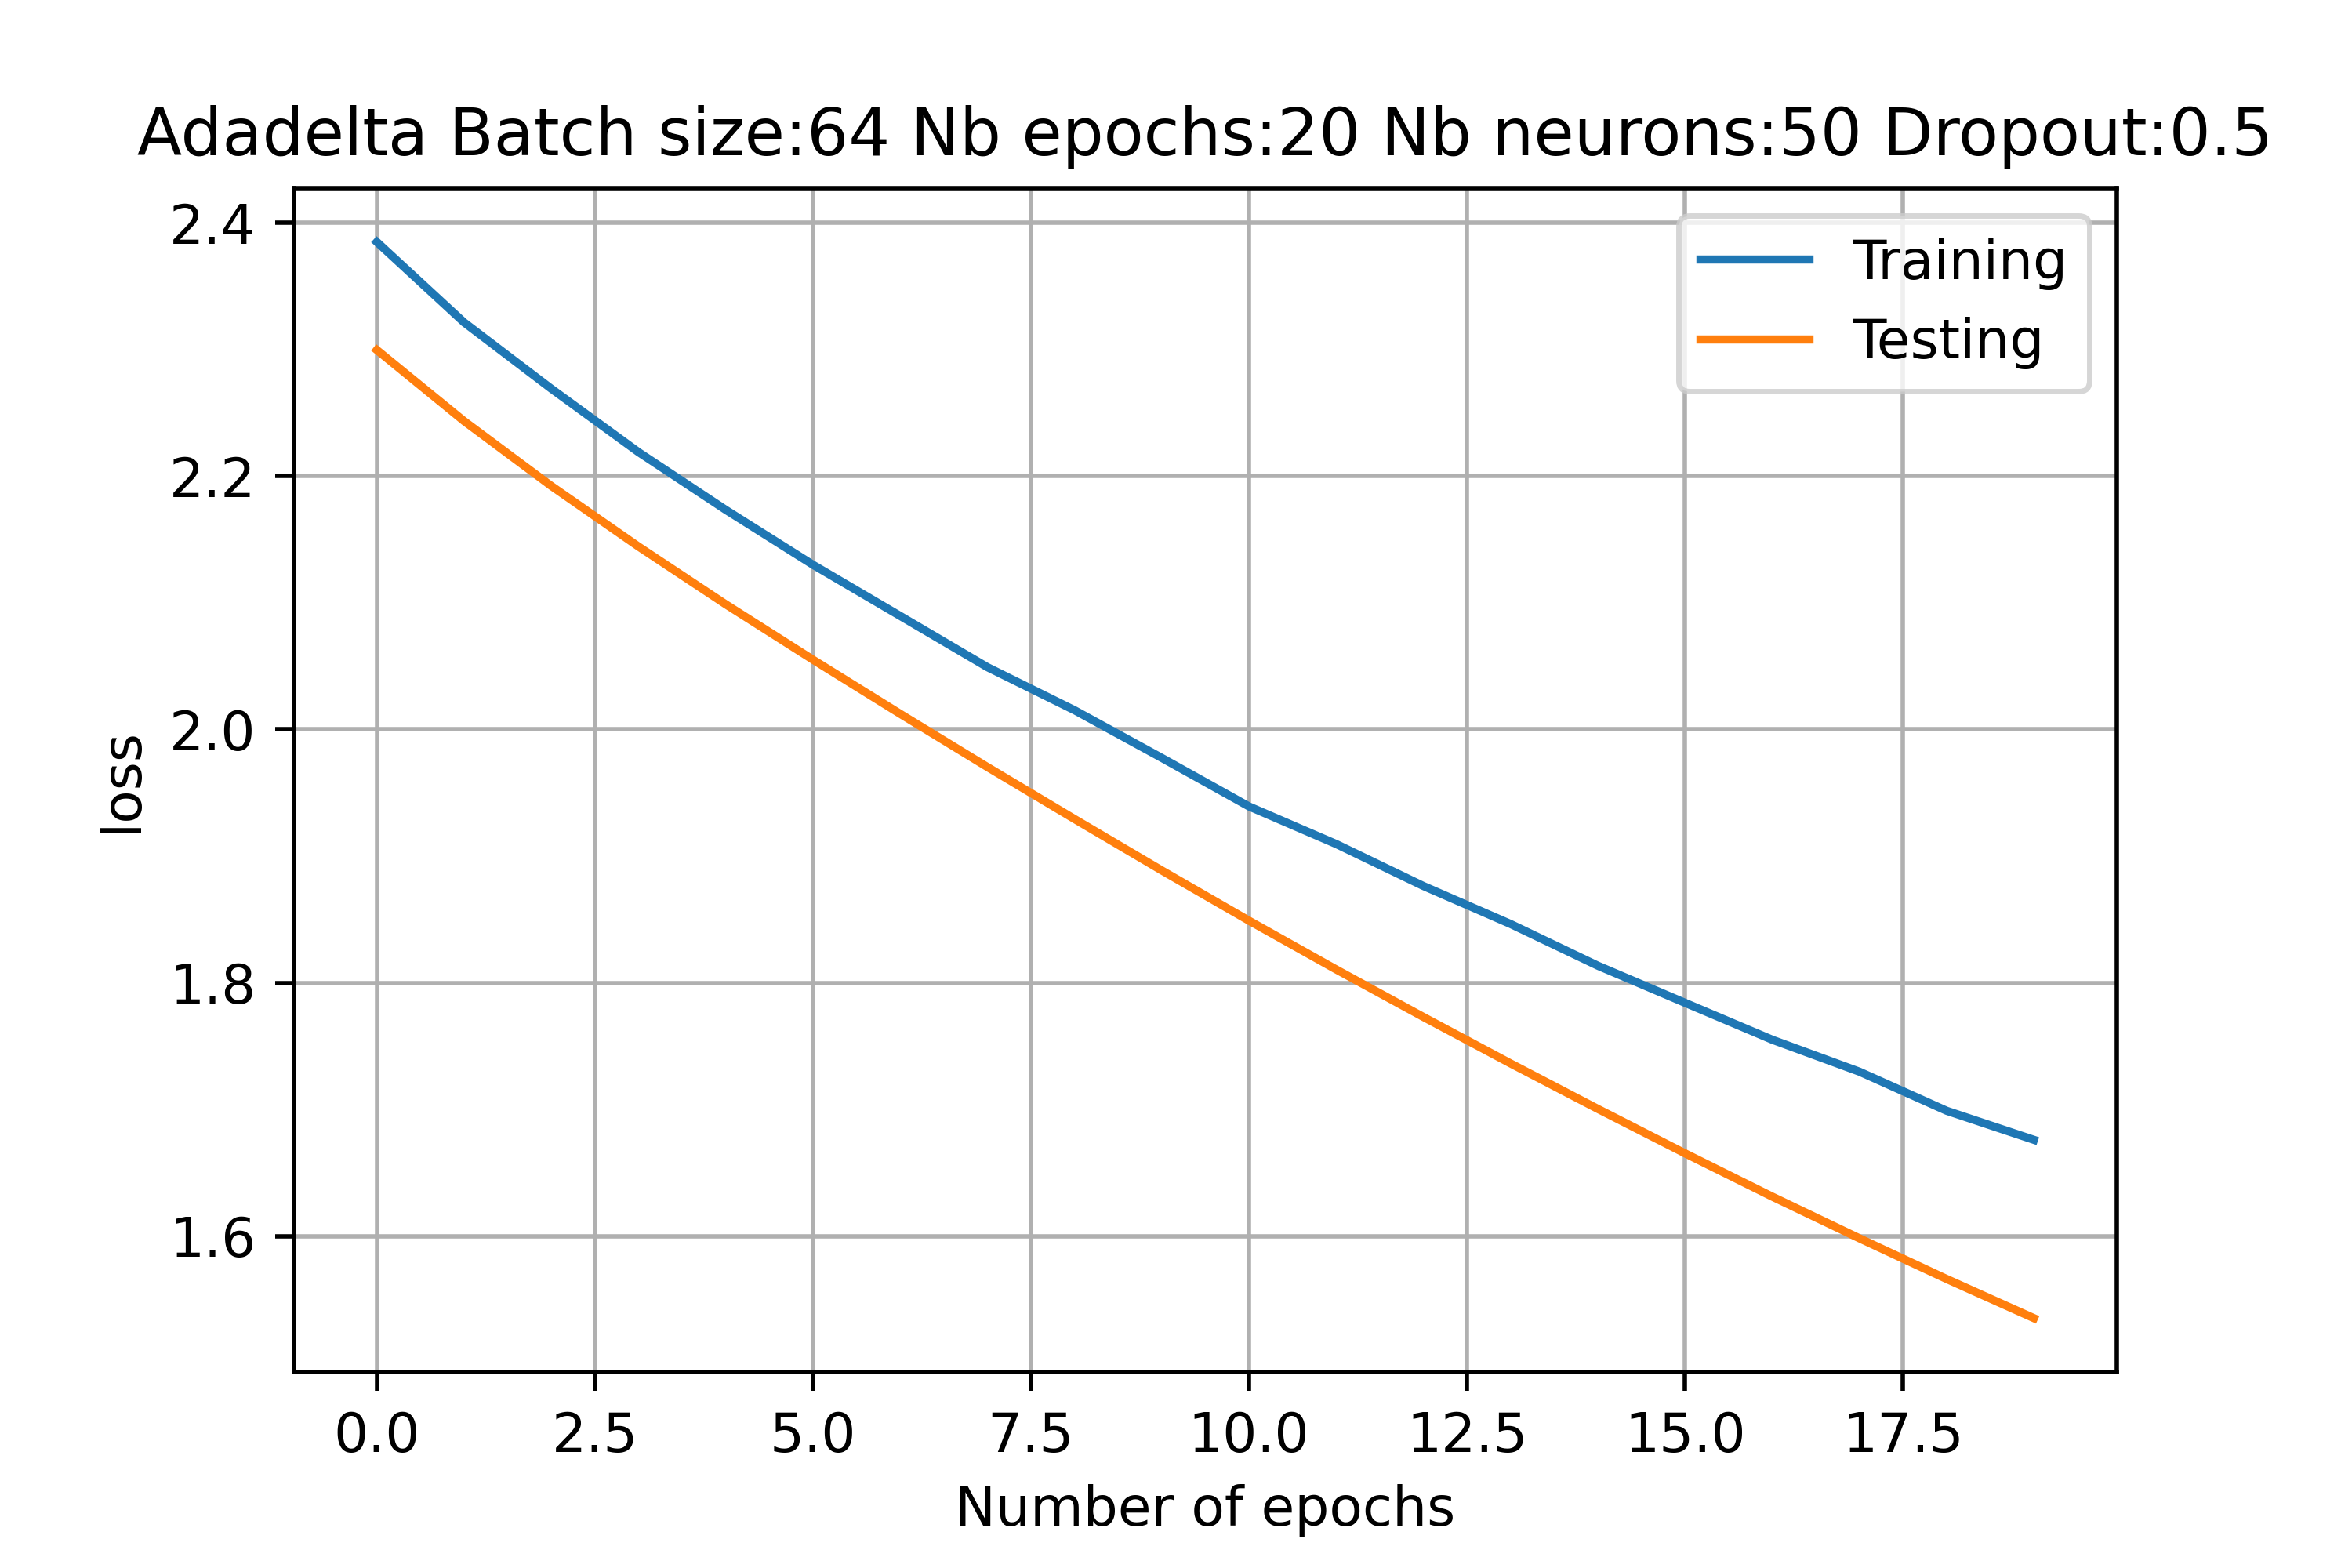 Adadelta Batch size:64 Nb epochs:20 Nb neurons:50 Dropout:0.5
2.4
2.2
2.0
1.8
1.6
loss
Training
Testing
0.0 2.5 5.0 7.5 10.0 12.5 15.0 17.5
Number of epochs